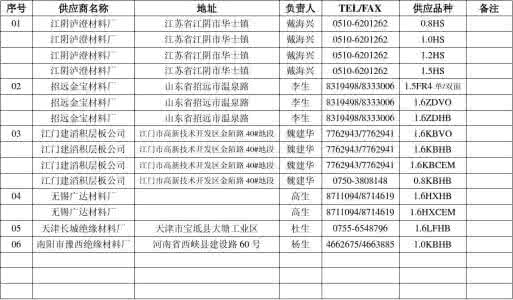 序号 供应商名称 地址 负责人 TEL/FAX 供应品种 备注
01 江阴泸澄材料厂 江苏省江阴市华士镇 戴海兴 0510-6201262 0.8HS
江阴泸澄材料厂 江苏省江阴市华士镇 戴海兴 0510-6201262 1.0HS
江阴泸澄材料厂 江苏省江阴市华士镇 戴海兴 0510-6201262 1.2HS
江阴泸澄材料厂 江苏省江阴市华士镇 戴海兴 0510-6201262 1.5HS
02 招远金宝材料厂 山东省招远市温泉路 李生 8319498/8333006 1.5FR4 单/双面
招远金宝材料厂 山东省招远市温泉路 李生 8319498/8333006 1.6ZDVO
招远金宝材料厂 山东省招远市温泉路 李生 8319498/8333006 1.6ZDHB
03 江门建滔积层板公司 江门市高新技术开发区金陌路 40#地段 魏建华 7762943/7762941 1.6KBVO
江门建滔积层板公司 江门市高新技术开发区金陌路 40#地段 魏建华 7762943/7762941 1.6KBHB
江门建滔积层板公司 江门市高新技术开发区金陌路 40#地段 魏建华 7762943/7762941 1.6KBCEM
江门建滔积层板公司 江门市高新技术开发区金陌路 40#地段 魏建华 0750-3808148 0.8KBHB
04 无锡广达材料厂 高生 8711094/8714619 1.6HXHB
无锡广达材料厂 高生 8711094/8714619 1.6HXCEM
05 天津长城绝缘材料厂 天津市宝坻县大赣工业区 杜生 0755-6548796 1.6LFHB
06 南阳市豫西绝缘材料厂 河南省西峡县建设路 60 号 杨生 4662675/4663885 1.0KBHB